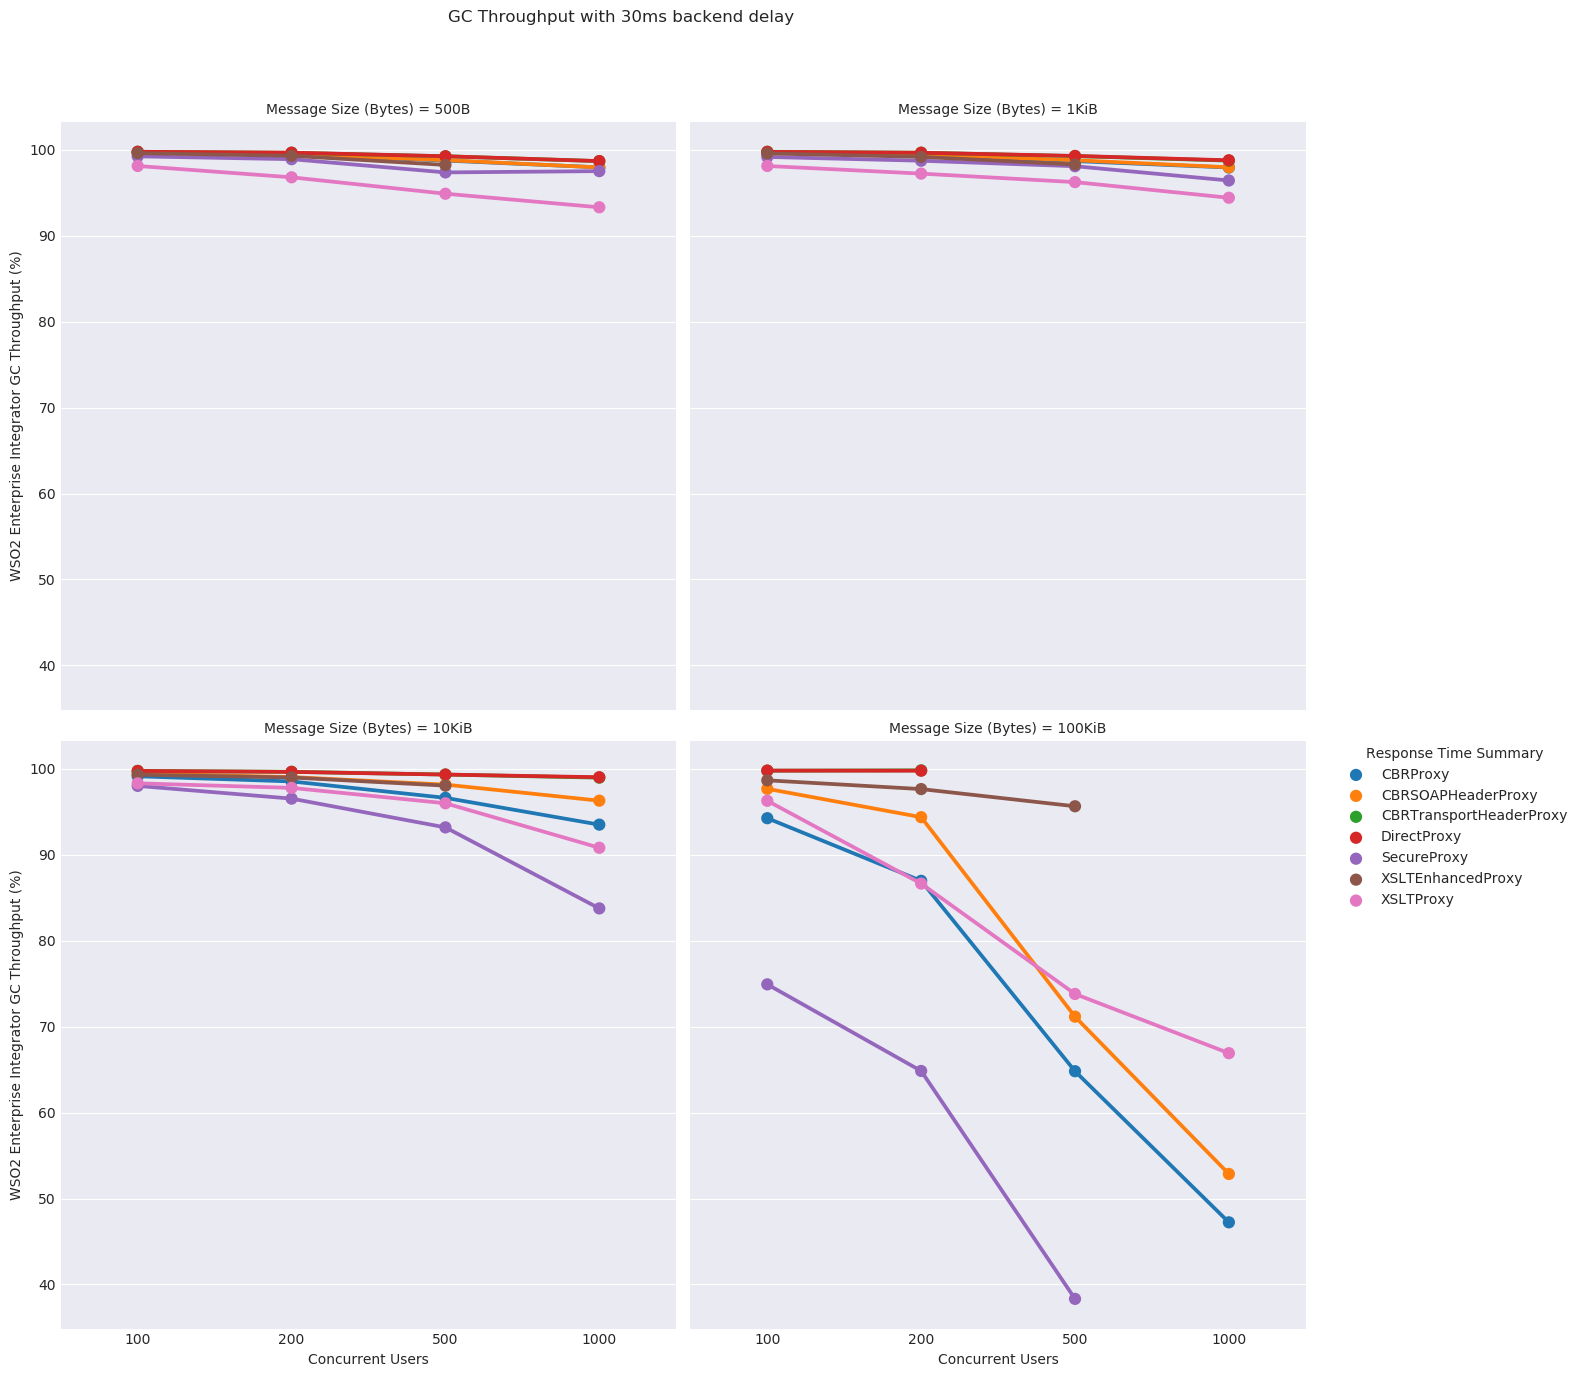 GC Throughput with 30ms backend delay
Message Size (Bytes) = 500B
Message Size (Bytes) = 1KiB
WSO2 Enterprise Integrator GC Throughput (%)
100
90
80
70
60
50
40
Message Size (Bytes) = 10KiB
Message Size (Bytes) = 100KiB
WSO2 Enterprise Integrator GC Throughput (%)
100
90
80
70
60
50
40
100 200 500 1000
Concurrent Users
100 200 500 1000
Concurrent Users
Response Time Summary
CBRProxy
CBRSOAPHeaderProxy
CBRTransportHeaderProxy
DirectProxy
SecureProxy
XSLTEnhancedProxy
XSLTProxy